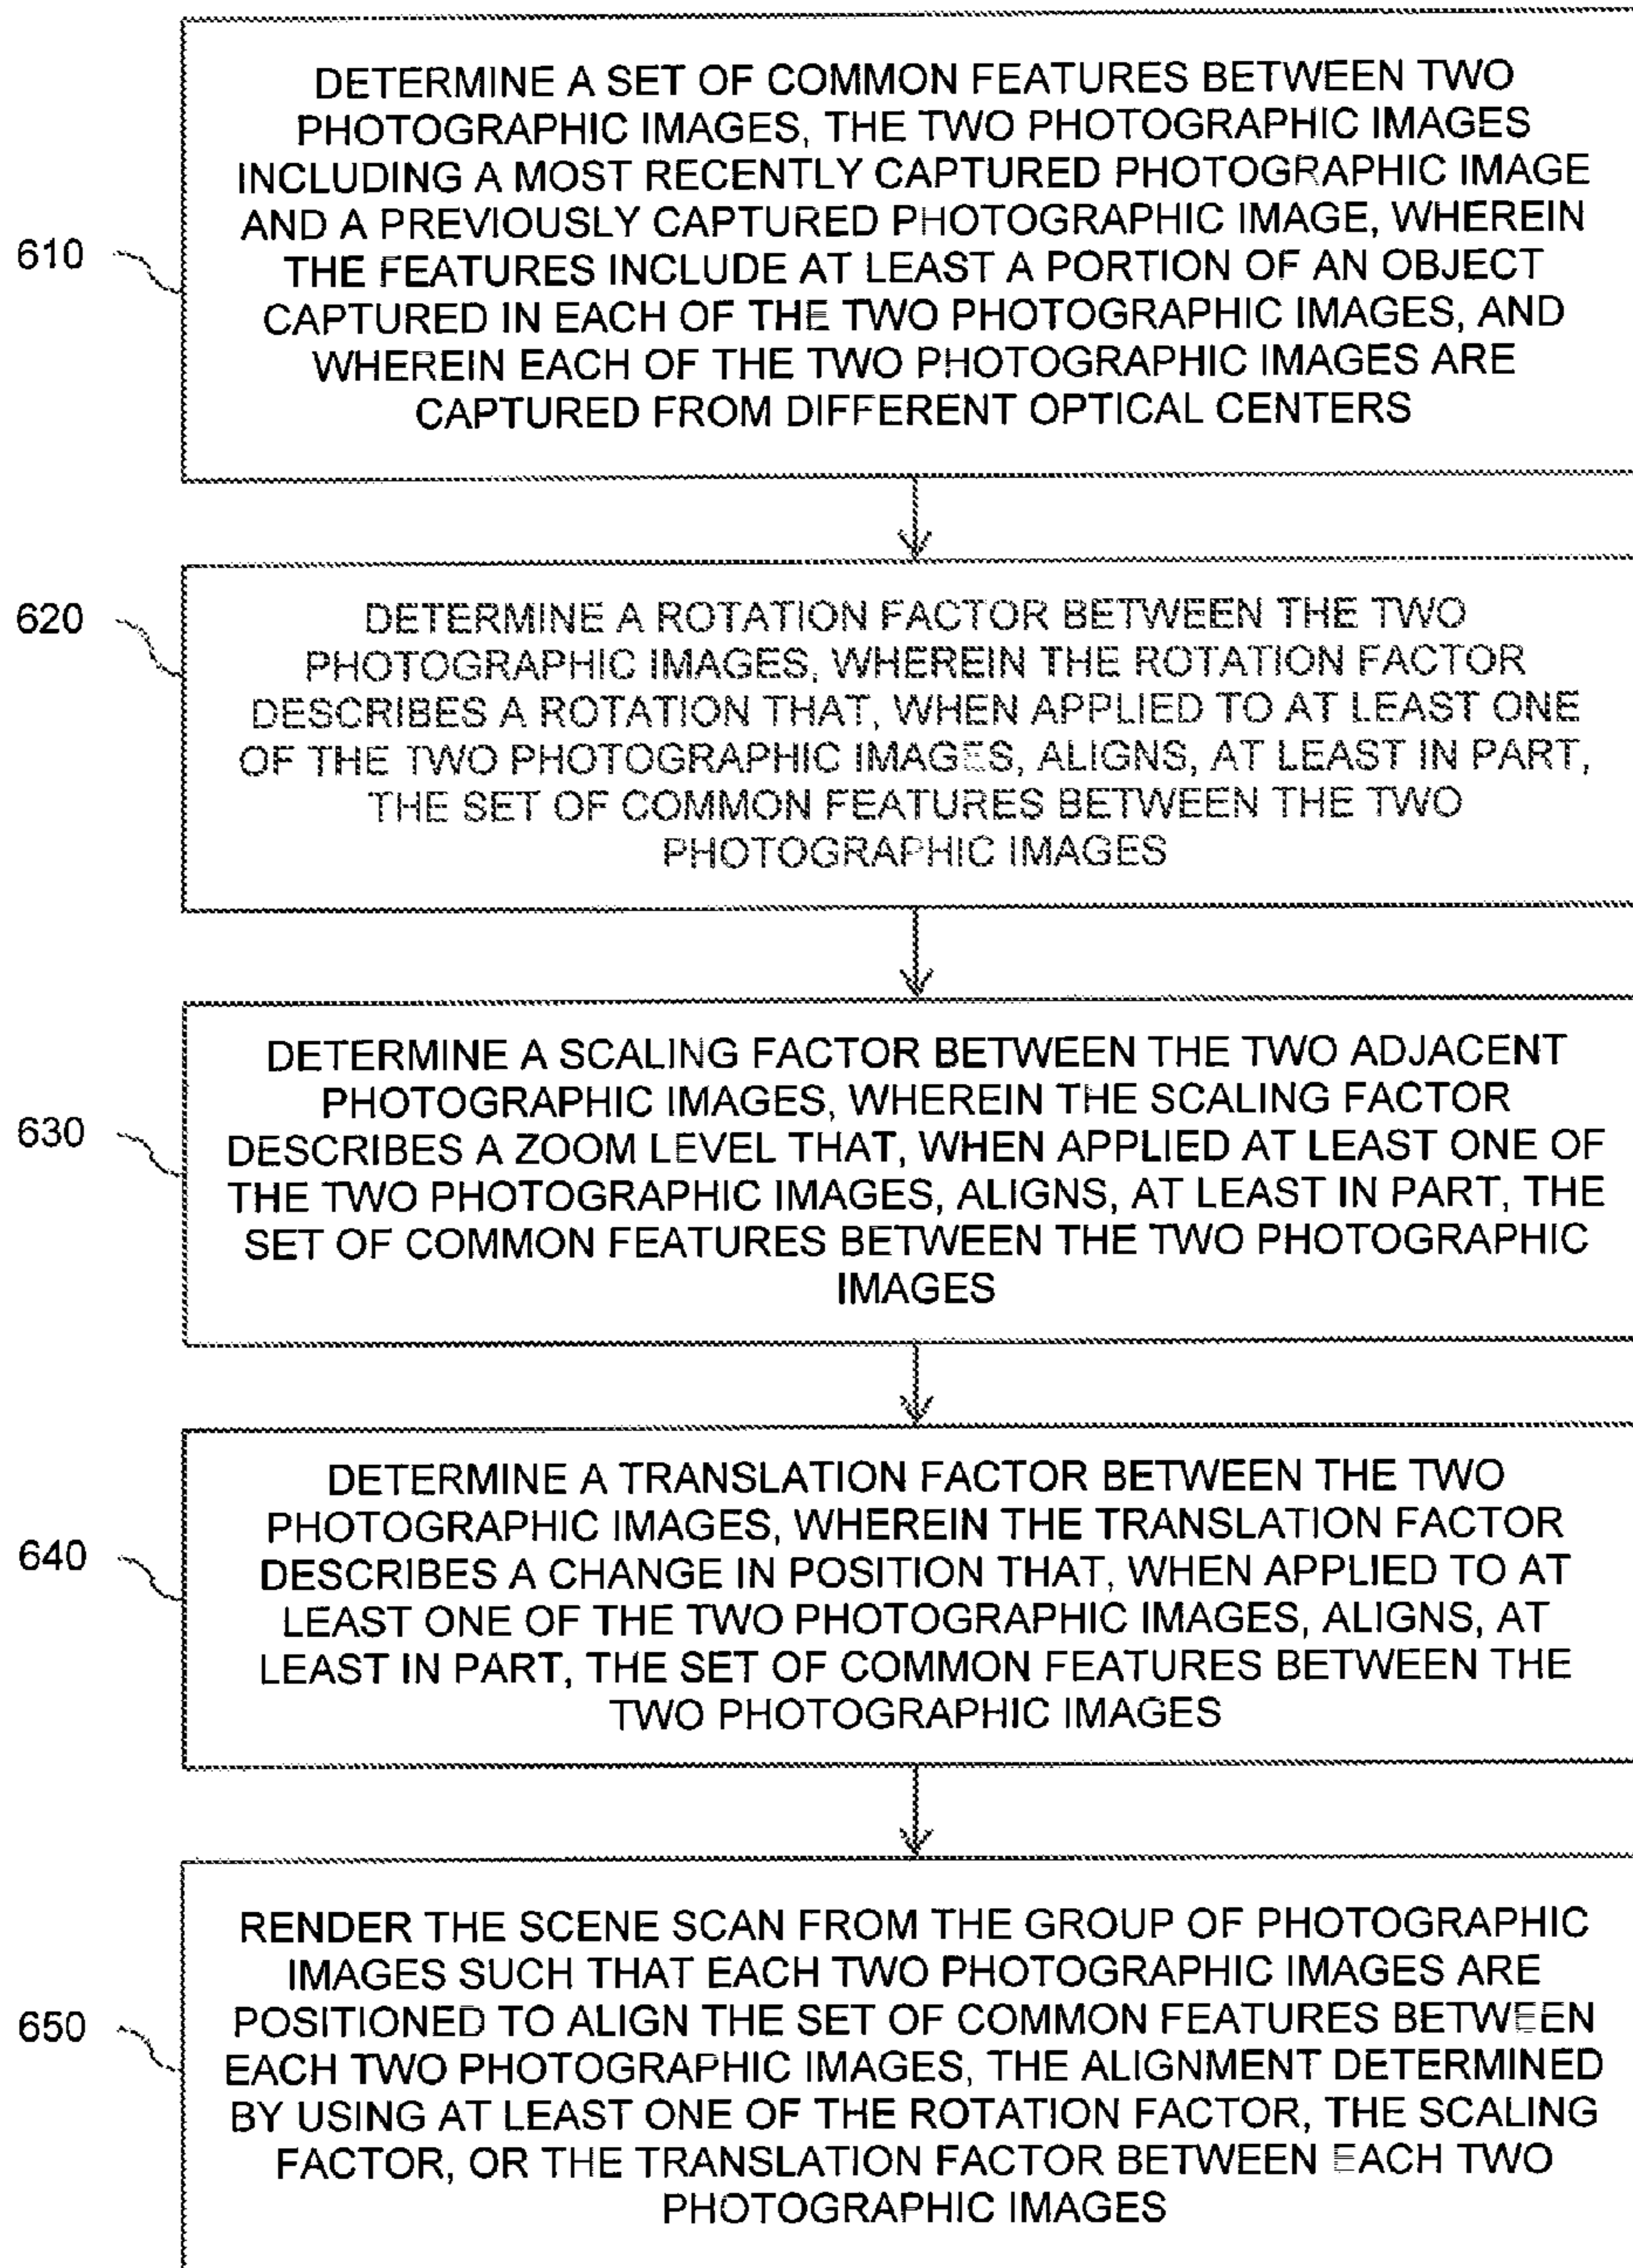 610
DETERMINE A SET OF COMMON FEATURES BETWEEN TWO
PHOTOGRAPHIC IMAGES, THE TWO PHOTOGRAPHIC IMAGES
INCLUDING A MOST RECENTLY CAPTURED PHOTOGRAPHIC IMAGE
AND A PREVIOUSLY CAPTURED PHOTOGRAPHIC IMAGE, WHEREIN
THE FEATURES INCLUDE AT LEAST A PORTION OF AN OBJECT
CAPTURED IN EACH OF THE TWO PHOTOGRAPHIC IMAGES, AND
WHEREIN EACH OF THE TWO PHOTOGRAPHIC IMAGES ARE
CAPTURED FROM DIFFERENT OPTICAL CENTERS
620
DETERMINE A ROTATION FACTOR BETWEEN THE TWO
PHOTOGRAPHIC IMAGES, WHEREIN THE ROTATION FACTOR
DESCRIBES A ROTATION THAT, WHEN APPLIED TO AT LEAST ONE
OF THE TWO PHOTOGRAPHIC IMAGES, ALIGNS, AT LEAST IN PART,
THE SET OF COMMON FEATURES BETWEEN THE TWO
PHOTOGRAPHIC IMAGES
630
DETERMINE A SCALING FACTOR BETWEEN THE TWO ADJACENT
PHOTOGRAPHIC IMAGES, WHEREIN THE SCALING FACTOR
DESCRIBES A ZOOM LEVEL THAT, WHEN APPLIED AT LEAST ONE OF
THE TWO PHOTOGRAPHIC IMAGES, ALIGNS, AT LEAST IN PART, THE
SET OF COMMON FEATURES BETWEEN THE TWO PHOTOGRAPHIC
IMAGES
640
DETERMINE A TRANSLATION FACTOR BETWEEN THE TWO
PHOTOGRAPHIC IMAGES, WHEREIN THE TRANSLATION FACTOR
DESCRIBES A CHANGE IN POSITION THAT, WHEN APPLIED TO AT
LEAST ONE OF THE TWO PHOTOGRAPHIC IMAGES, ALIGNS, AT
LEAST IN PART, THE SET OF COMMON FEATURES BETWEEN THE
TWO PHOTOGRAPHIC IMAGES
650
RENDER THE SCENE SCAN FROM THE GROUP OF PHOTOGRAPHIC
IMAGES SUCH THAT EACH TWO PHOTOGRAPHIC IMAGES ARE
POSITIONED TO ALIGN THE SET OF COMMON FEATURES BETWEEN
EACH TWO PHOTOGRAPHIC IMAGES, THE ALIGNMENT DETERMINED
BY USING AT LEAST ONE OF THE ROTATION FACTOR, THE SCALING
FACTOR, OR THE TRANSLATION FACTOR BETWEEN EACH TWO
PHOTOGRAPHIC IMAGES